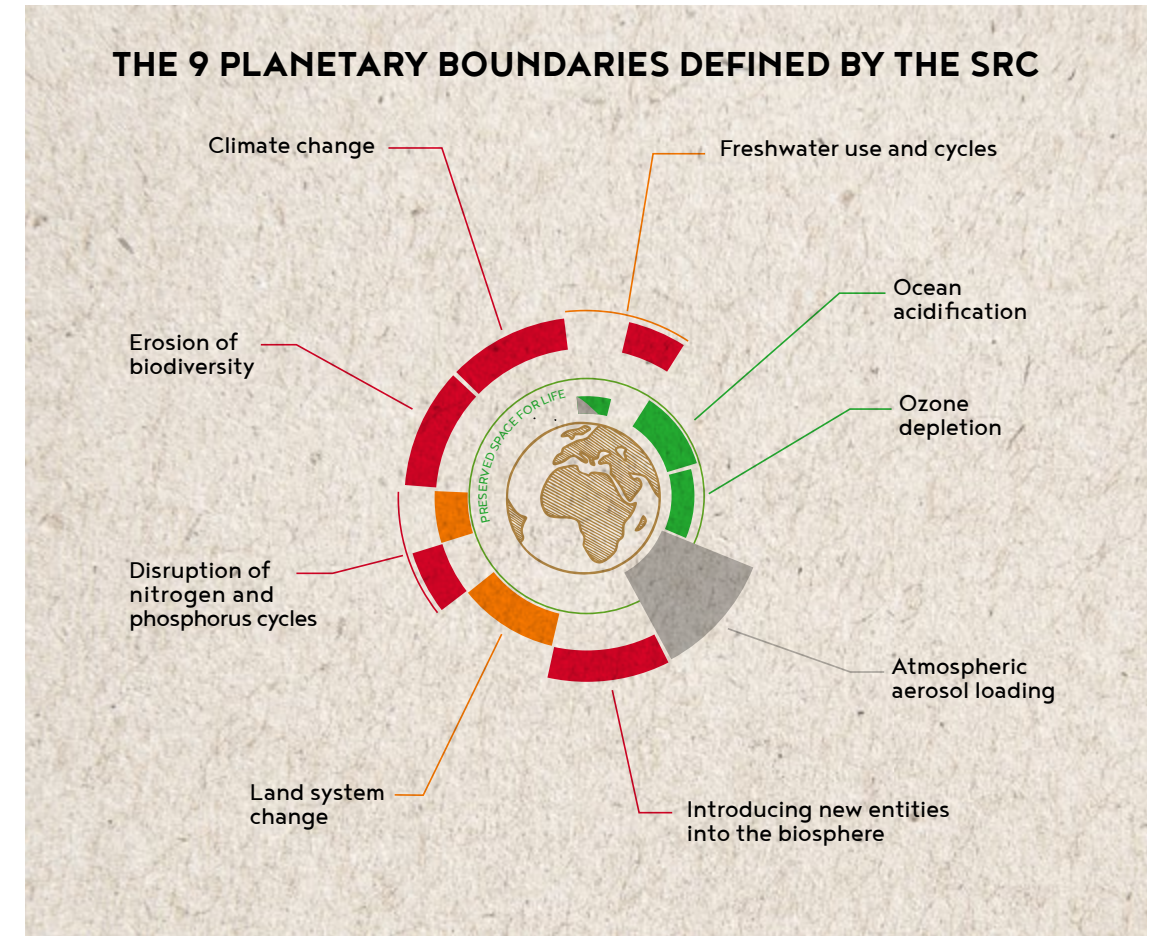 THE 9 PLANETARY BOUNDARIES DEFINED BY THE SRC
Climate change
Freshwater use and cycles
Ocean
acidification
Erosion of
biodiversity
Ozone
depletion
PRESERVED SPACE FOR LIFE
Disruption of
nitrogen and
phosphorus cycles
Atmospheric
aerosol loading
Land system
change
Introducing new entities
into the biosphere